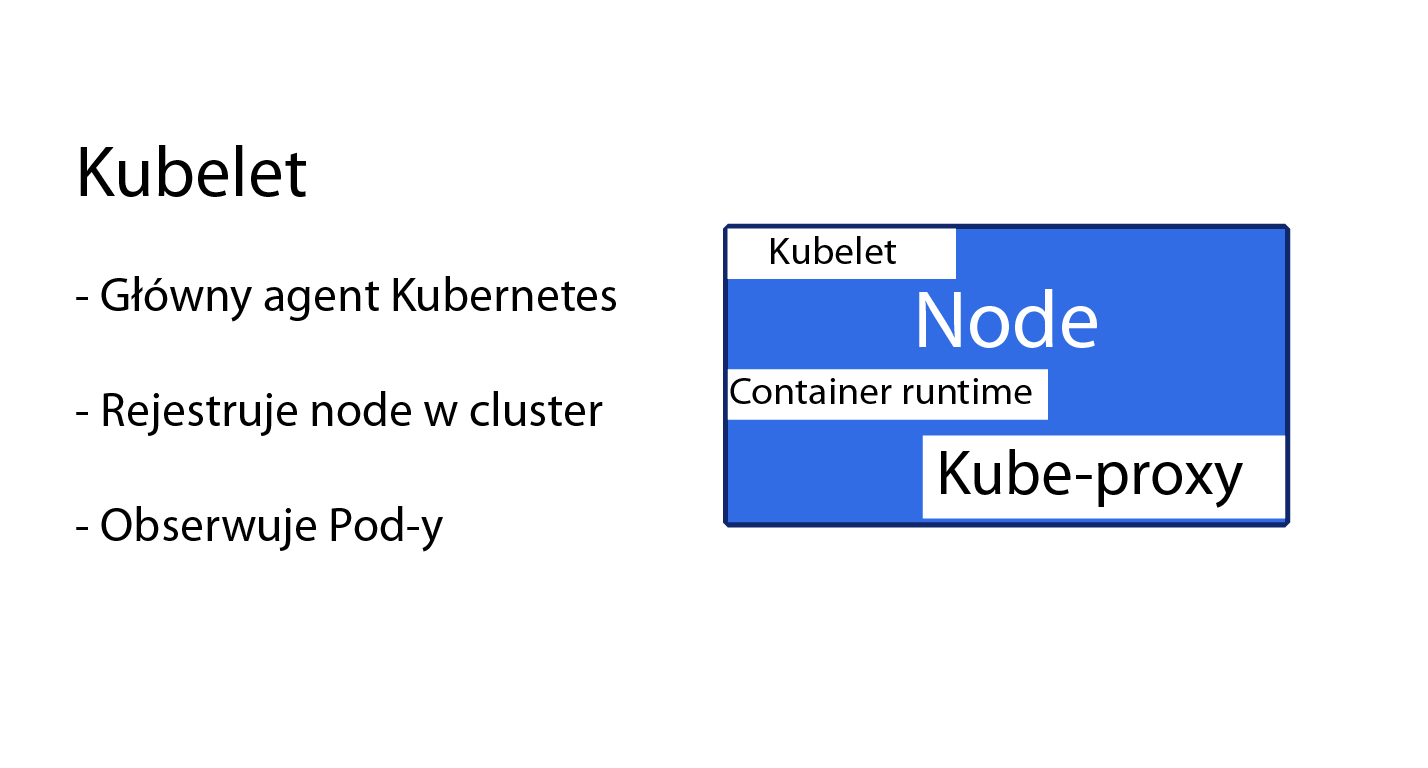 Kubelet
- Główny agent Kubernetes
- Rejestruje node w cluster
- Obserwuje Pod-y
Kubelet
Node
Container runtime
Kube-proxy